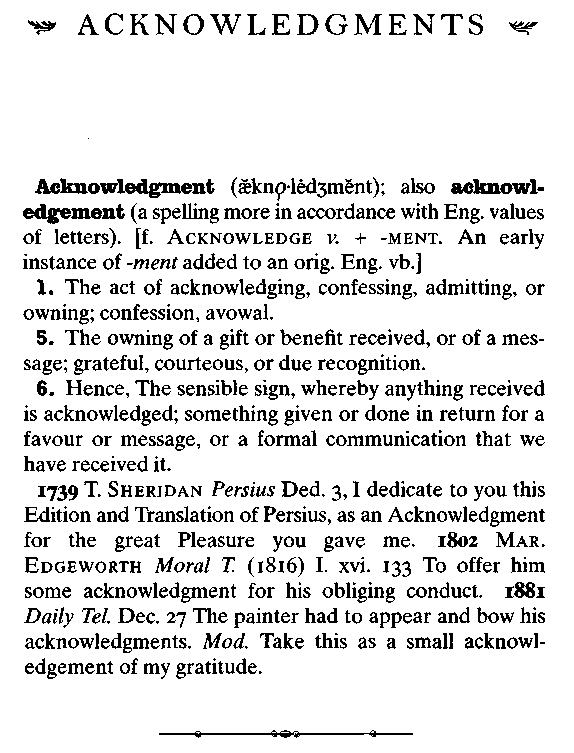 ACKNOWLEDGMENTS
Acknowledgment (ǣknǫ·lėdʒmĕnt); also acknowl-
edgement (a spelling more in accordance with Eng. values
of letters). [f. ACKNOWLEDGE v. + -MENT. An early
instance of -ment added to an orig. Eng. vb.]
1. The act of acknowledging, confessing, admitting, or
owning; confession, avowal.
5. The owning of a gift or benefit received, or of a mes-
sage; grateful, courteous, or due recognition.
6. Hence, The sensible sign, whereby anything received
is acknowledged; something given or done in return for a
favour or message, or a formal communication that we
have received it.
1739 T. SHERIDAN Persius Ded. 3, I dedicate to you this
Edition and Translation of Persius, as an Acknowledgment
for the great Pleasure you gave me. 1802 MAR.
EDGEWORTH Moral T. (1816) I. xvi. 133 To offer him
some acknowledgment for his obliging conduct. 1881
Daily Tel. Dec. 27 The painter had to appear and bow his
acknowledgments. Mod. Take this as a small acknowl-
edgement of my gratitude.